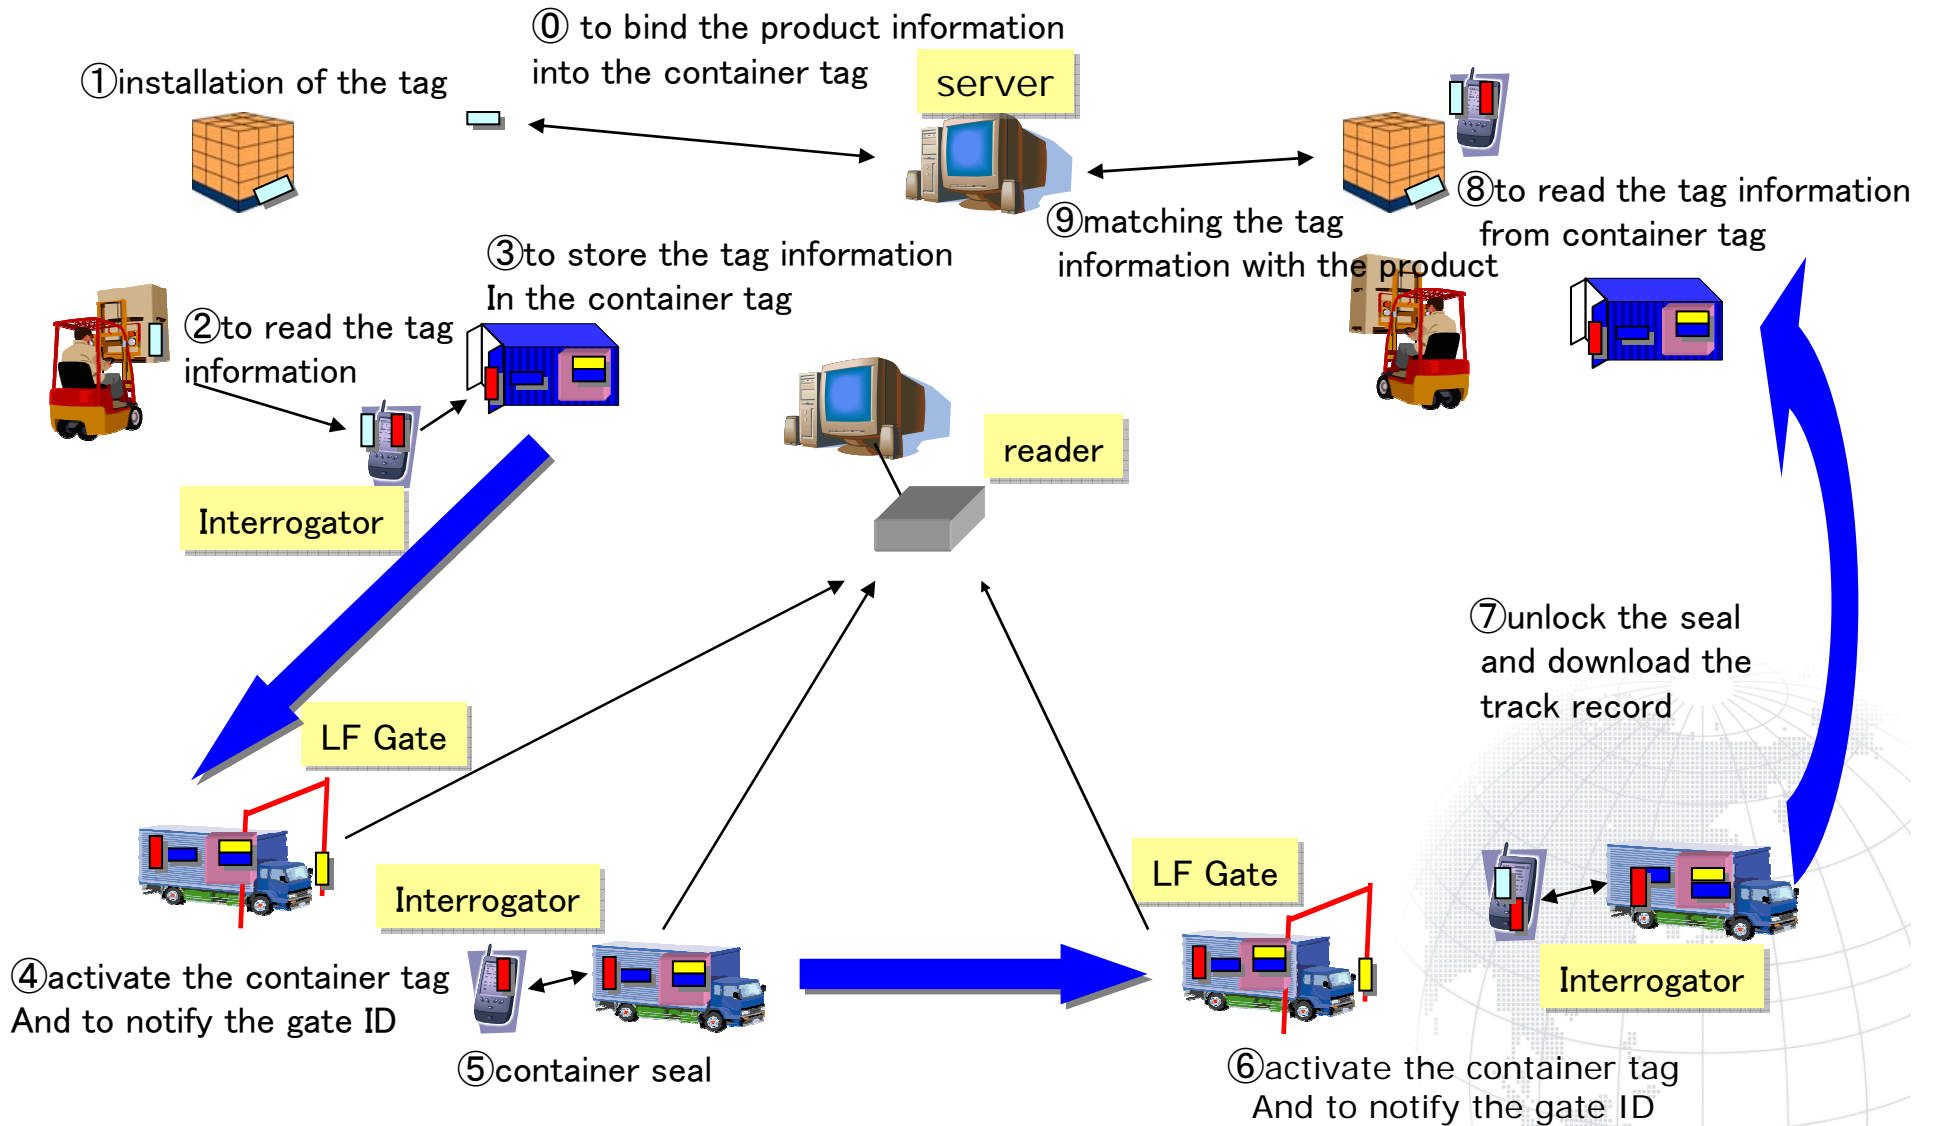 ⓪ to bind the product information
into the container tag
①installation of the tag
server
⑧to read the tag information
from container tag
⑨matching the tag
information with the product
③to store the tag information
In the container tag
②to read the tag
information
reader
Interrogator
⑦unlock the seal
and download the
track record
LF Gate
LF Gate
Interrogator
Interrogator
④activate the container tag
And to notify the gate ID
⑤container seal
⑥activate the container tag
And to notify the gate ID